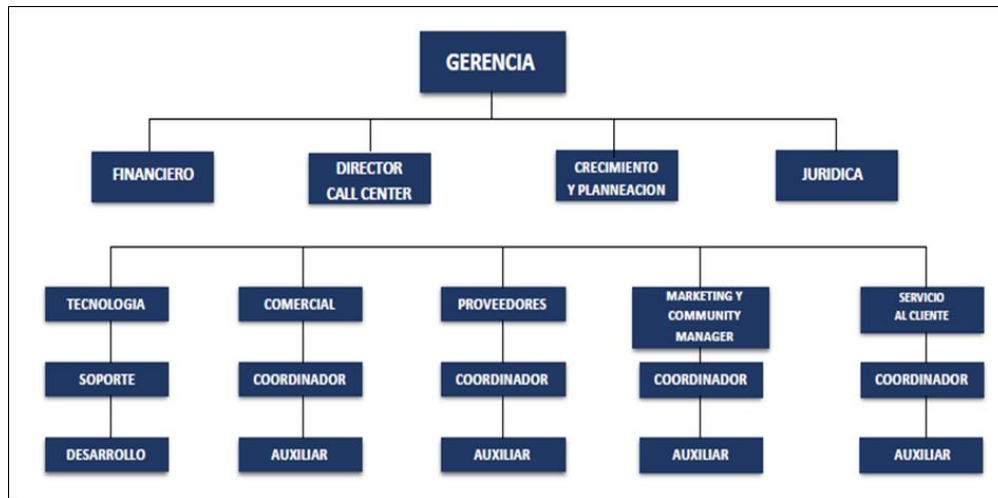 GERENCIA
FINANCIERO
DIRECTOR
CALL CENTER
CRECIMIENTO
Y PLANNEACION
JURIDICA
TECNOLOGIA
COMERCIAL
PROVEEDORES
MARKETING Y
COMMUNITY
MANAGER
SERVICIO
AL CLIENTE
SOPORTE
COORDINADOR
COORDINADOR
COORDINADOR
COORDINADOR
DESARROLLO
AUXILIAR
AUXILIAR
AUXILIAR
AUXILIAR